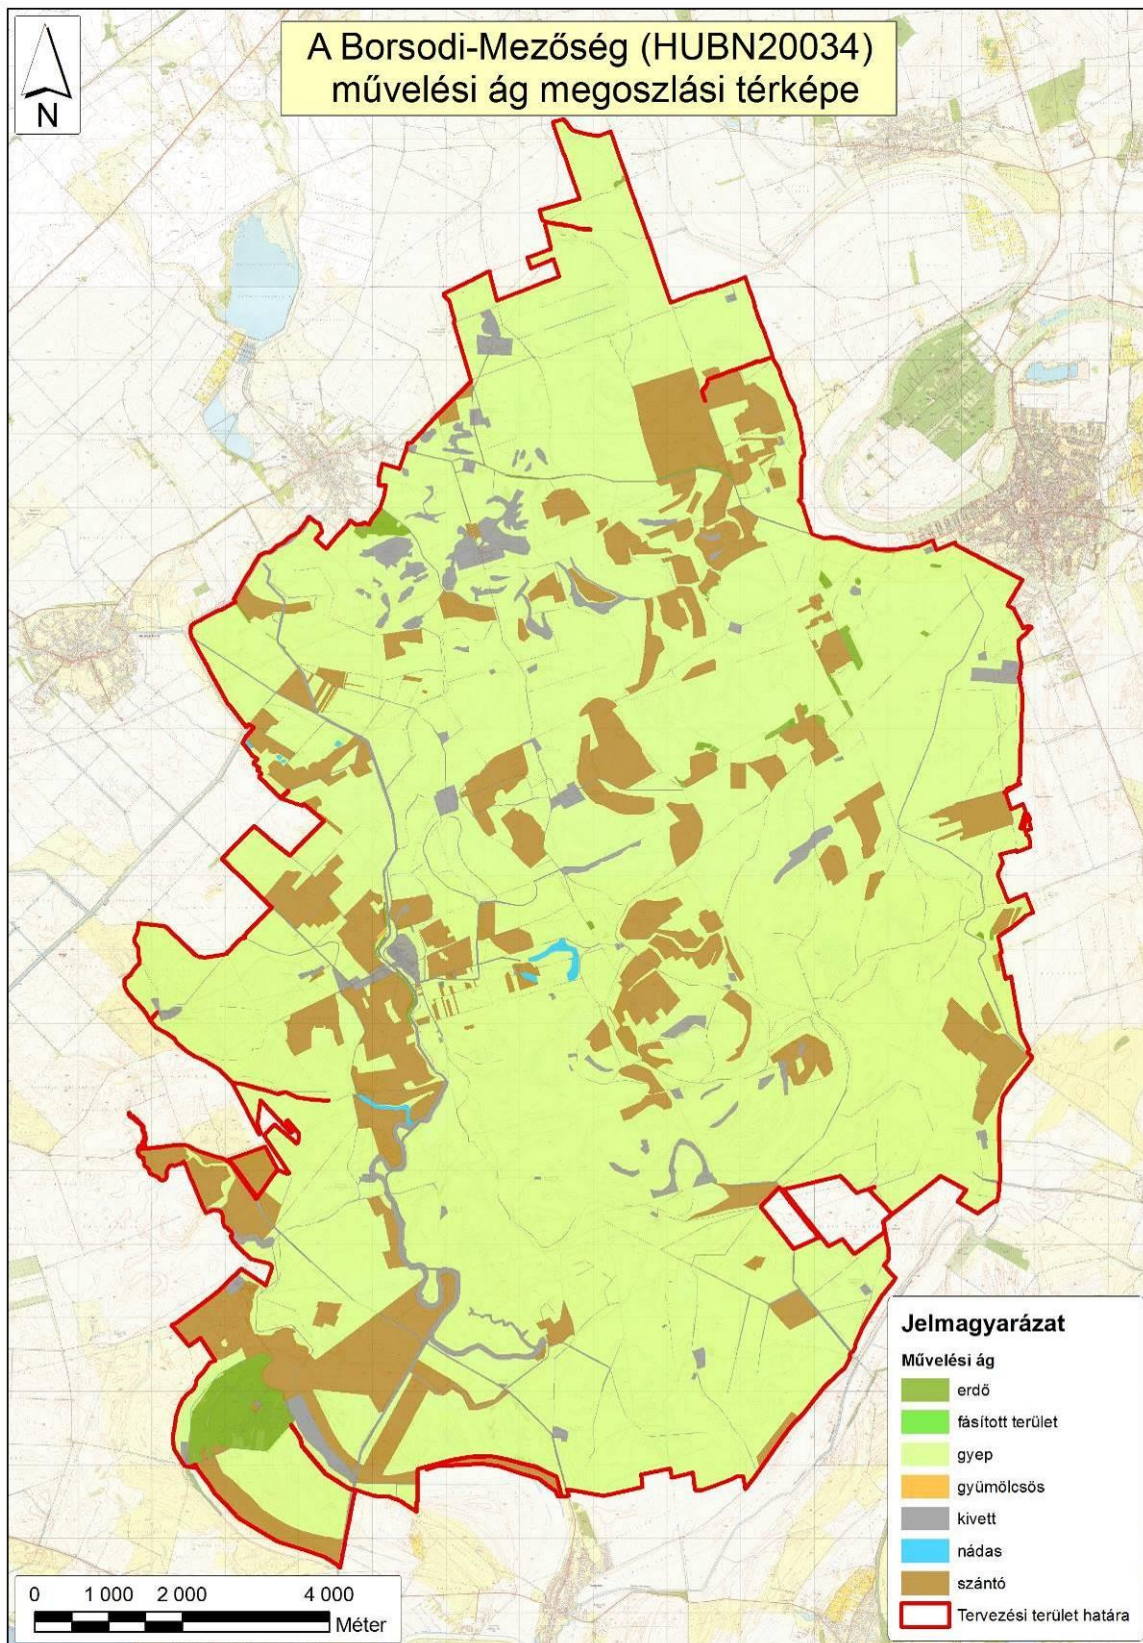 A Borsodi-Mezőség (HUBN20034)
művelési ág megoszlási térképe
N
Jelmagyarázat
Művelési ág
erdő
fásított terület
gyep
gyümölcsös
kivett
nádas
szántó
Tervezési terület határa
0 1 000 2 000 4 000
Méter